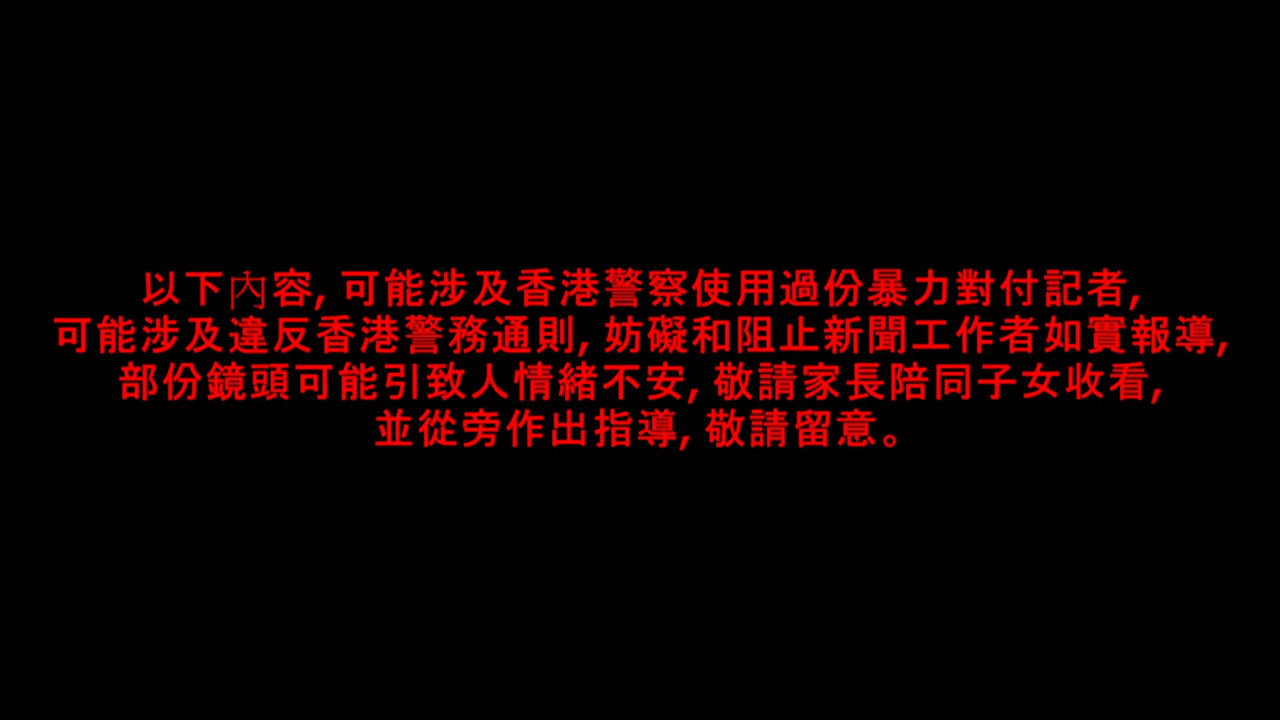 以下內容, 可能涉及香港警察使用過份暴力對付記者,
可能涉及違反香港警務通則, 妨礙和阻止新聞工作者如實報導,
部份鏡頭可能引致人情緒不安, 敬請家長陪同子女收看,
並從旁作出指導, 敬請留意。